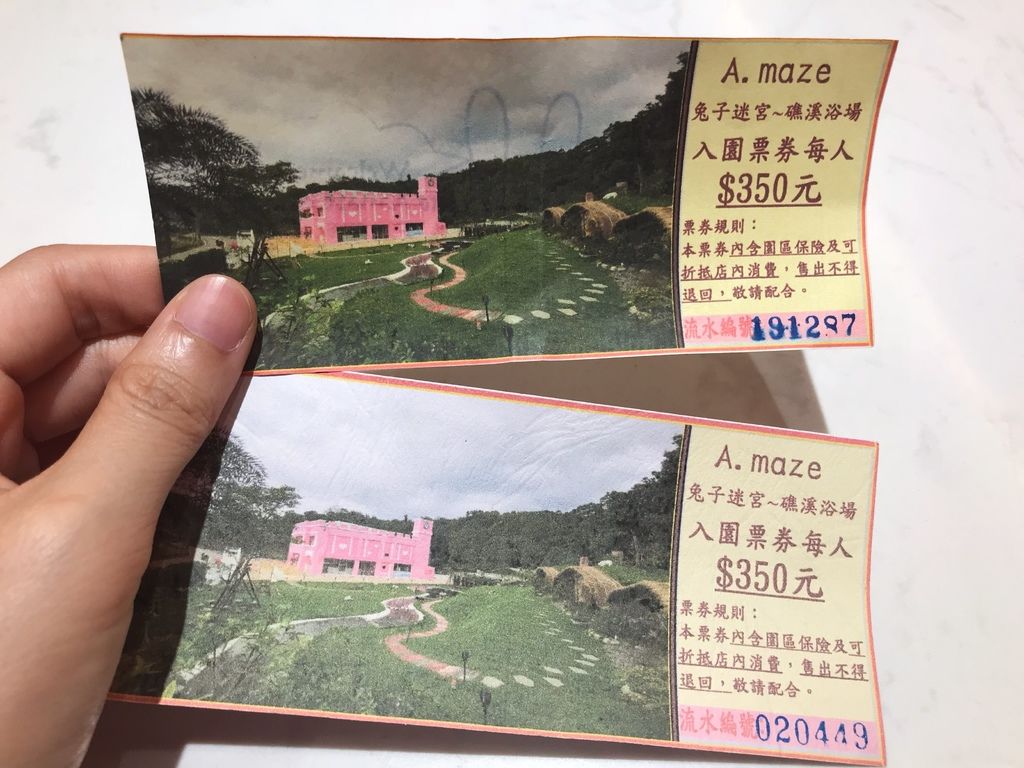 A. maze
兔子迷宮~礁溪浴場
入園票券每人
$350元
票券規則：
本票券內含園區保險及可
折抵店內消費，售出不得
退回，敬請配合。
流水編號191287
A. maze
兔子迷宮~礁溪浴場
入園票券每人
$350元
票券規則：
本票券內含園區保險及可
折抵店內消費，售出不得
退回，敬請配合。
流水編號020449